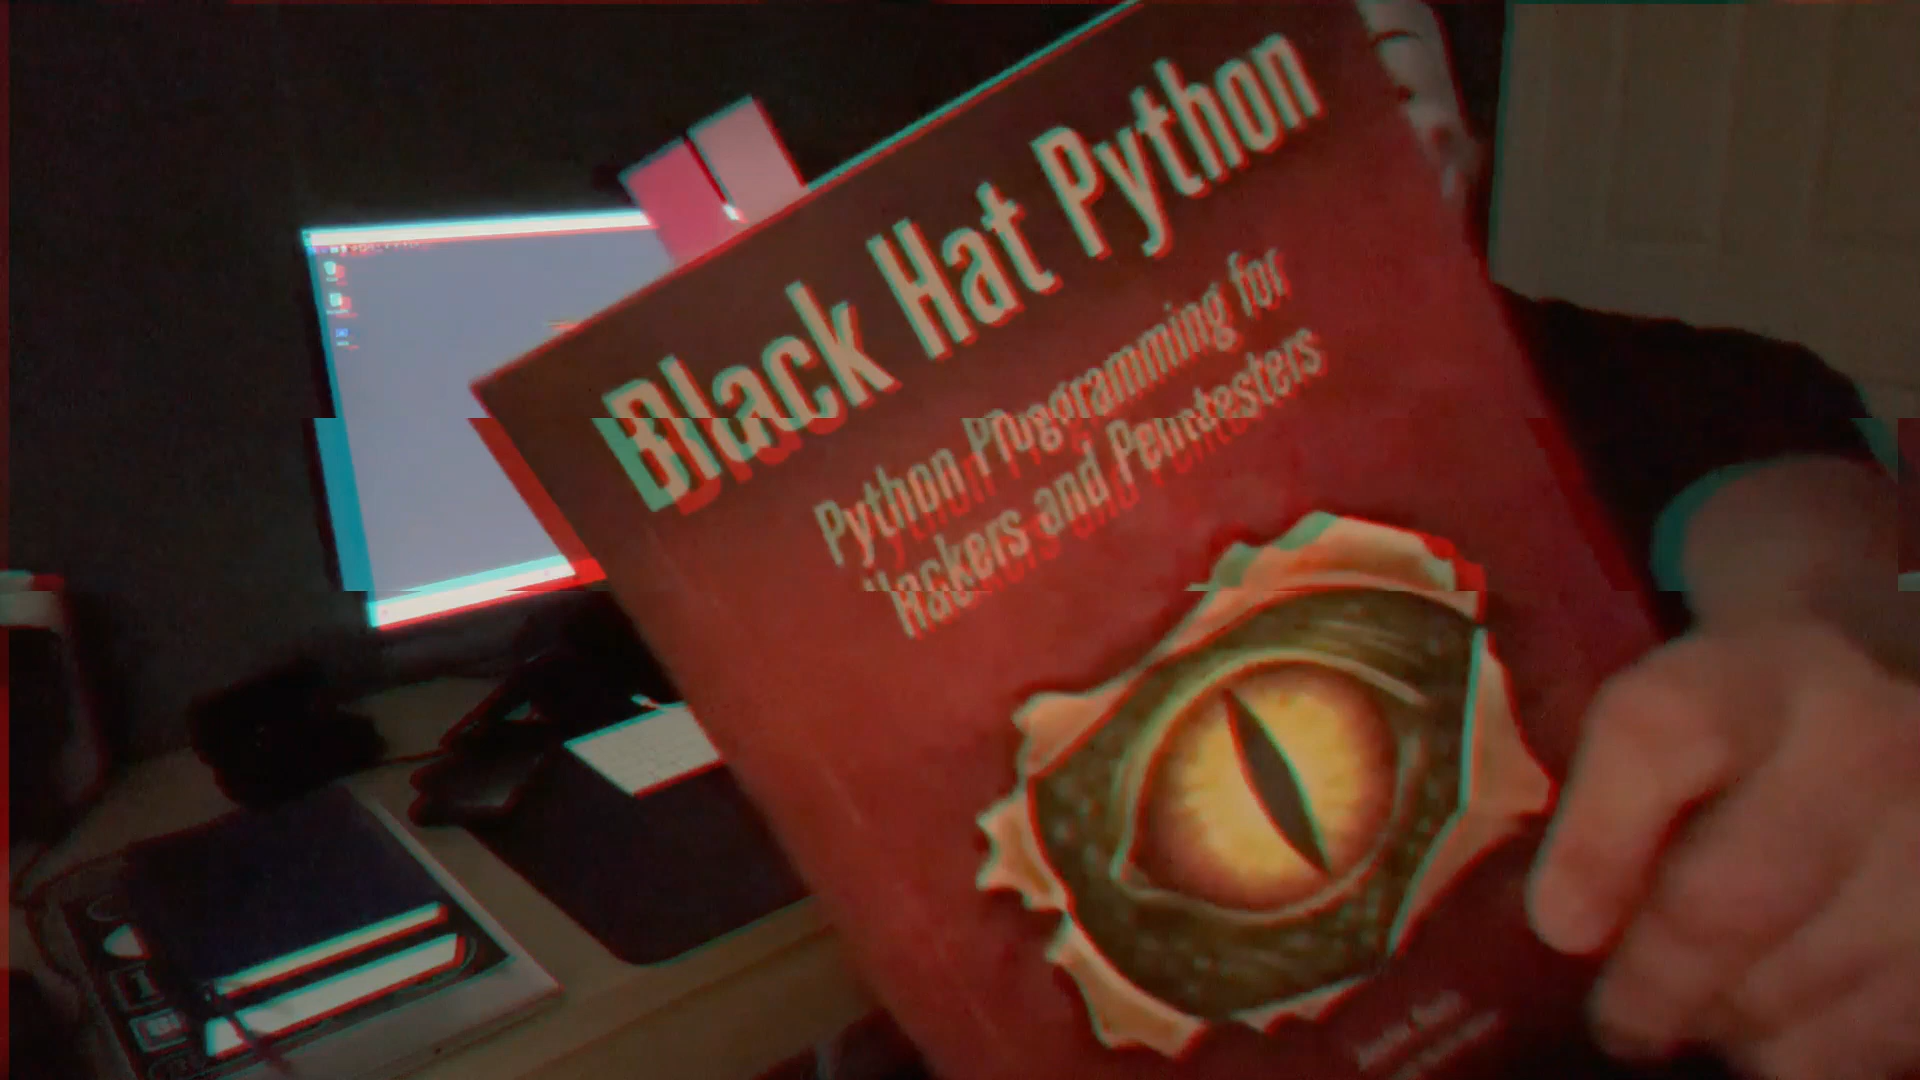 Black Hat Python
Python Programming for
Hackers and Pentesters